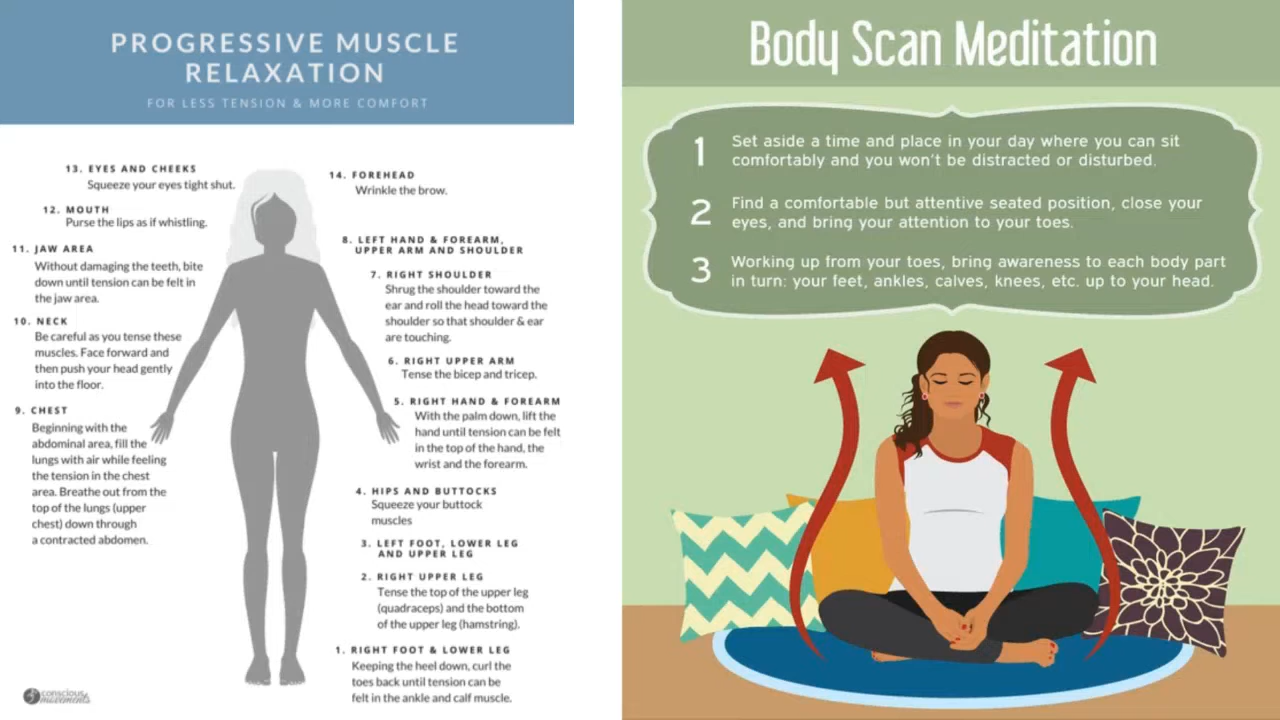 PROGRESSIVE MUSCLE
RELAXATION
FOR LESS TENSION & MORE COMFORT
13. EYES AND CHEEKS
Squeeze your eyes tight shut.
12. MOUTH
Purse the lips as if whistling.
11. JAW AREA
Without damaging the teeth, bite
down until tension can be felt in
the jaw area.
10. NECK
Be careful as you tense these
muscles. Face forward and
then push your head gently
into the floor.
9. CHEST
Beginning with the
abdominal area, fill the
lungs with air while feeling
the tension in the chest
area. Breathe out from the
top of the lungs (upper
chest) down through
a contracted abdomen.
14. FOREHEAD
Wrinkle the brow.
8. LEFT HAND & FOREARM,
UPPER ARM AND SHOULDER
7. RIGHT SHOULDER
Shrug the shoulder toward the
ear and roll the head toward the
shoulder so that shoulder & ear
are touching.
6. RIGHT UPPER ARM
Tense the bicep and tricep.
5. RIGHT HAND & FOREARM
With the palm down, lift the
hand until tension can be felt
in the top of the hand, the
wrist and the forearm.
4. HIPS AND BUTTOCKS
Squeeze your buttock
muscles
3. LEFT FOOT, LOWER LEG
AND UPPER LEG
2. RIGHT UPPER LEG
Tense the top of the upper leg
(quadraceps) and the bottom
of the upper leg (hamstring).
1. RIGHT FOOT & LOWER LEG
Keeping the heel down, curl the
toes back until tension can be
felt in the ankle and calf muscle.
conscious
movements
Body Scan Meditation
1 Set aside a time and place in your day where you can sit
comfortably and you won't be distracted or disturbed.
2 Find a comfortable but attentive seated position, close your
eyes, and bring your attention to your toes.
3 Working up from your toes, bring awareness to each body part
in turn: your feet, ankles, calves, knees, etc. up to your head.